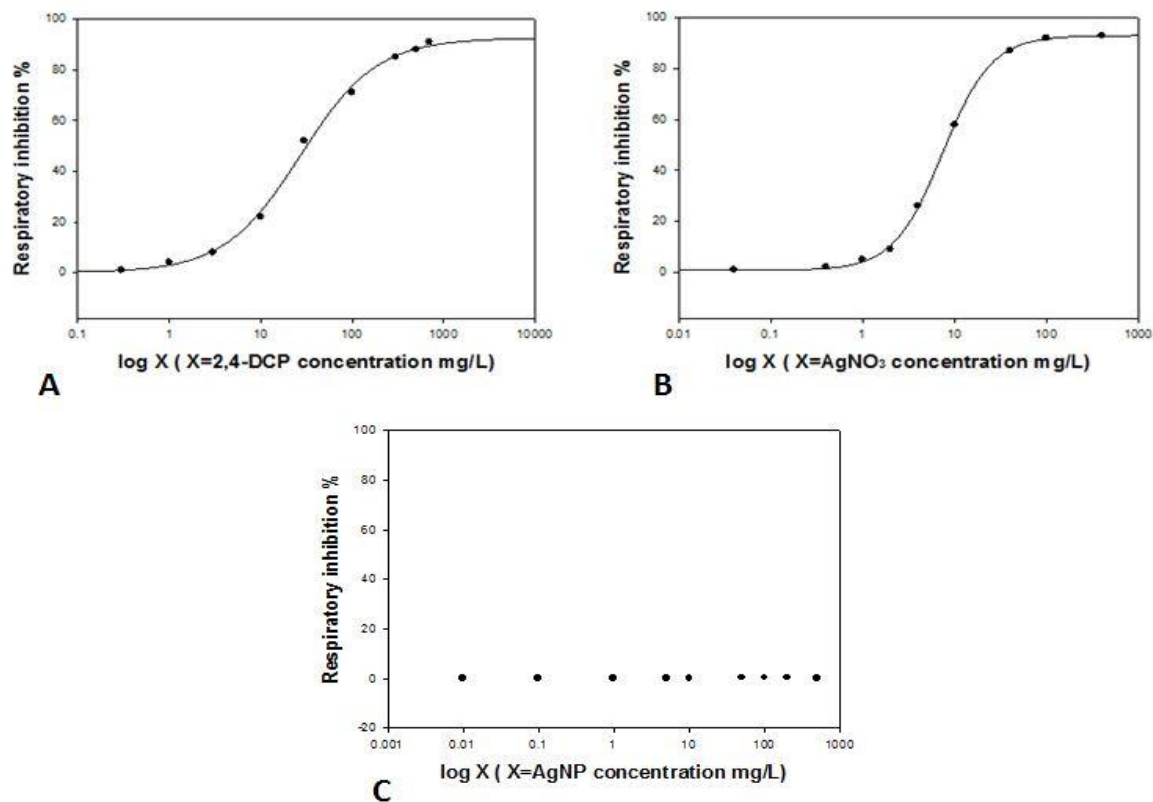 100
80
60
40
20
0
Respiratory inhibition %
0.1 1 10 100 1000 10000
log X ( X=2,4-DCP concentration mg/L)
A
100
80
60
40
20
0
Respiratory inhibition %
0.01 0.1 1 10 100 1000
log X ( X=AgNO₃ concentration mg/L)
B
100
80
60
40
20
0
-20
Respiratory inhibition %
0.001 0.01 0.1 1 10 100 1000
log X ( X=AgNP concentration mg/L)
C